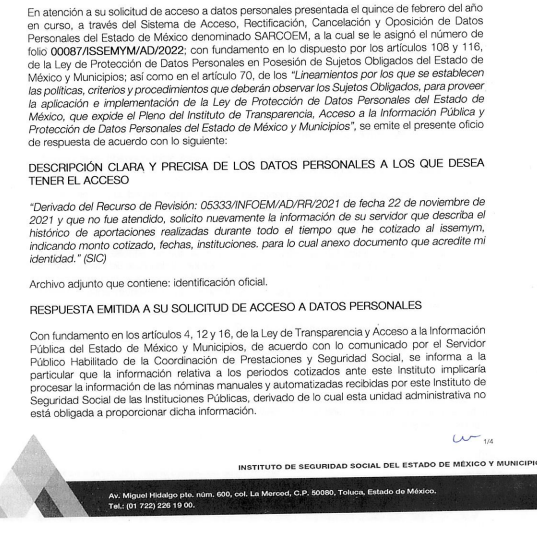 En atención a su solicitud de acceso a datos personales presentada el quince de febrero del año
en curso, a través del Sistema de Acceso, Rectificación, Cancelación y Oposición de Datos
Personales del Estado de México denominado SARCOEM, a la cual se le asignó el número de
folio 00087/ISSEMYM/AD/2022; con fundamento en lo dispuesto por los artículos 108 y 116,
de la Ley de Protección de Datos Personales en Posesión de Sujetos Obligados del Estado de
México y Municipios; así como en el artículo 70, de los "Lineamientos por los que se establecen
las políticas, criterios y procedimientos que deberán observar los Sujetos Obligados, para proveer
la aplicación e implementación de la Ley de Protección de Datos Personales del Estado de
México, que expide el Pleno del Instituto de Transparencia, Acceso a la Información Pública y
Protección de Datos Personales del Estado de México y Municipios", se emite el presente oficio
de respuesta de acuerdo con lo siguiente:
DESCRIPCIÓN CLARA Y PRECISA DE LOS DATOS PERSONALES A LOS QUE DESEA
TENER EL ACCESO
"Derivado del Recurso de Revisión: 05333/INFOEM/AD/RR/2021 de fecha 22 de noviembre de
2021 y que no fue atendido, solicito nuevamente la información de su servidor que describa el
histórico de aportaciones realizadas durante todo el tiempo que he cotizado al issemym,
indicando monto cotizado, fechas, instituciones. para lo cual anexo documento que acredite mi
identidad." (SIC)
Archivo adjunto que contiene: identificación oficial.
RESPUESTA EMITIDA A SU SOLICITUD DE ACCESO A DATOS PERSONALES
Con fundamento en los artículos 4, 12 y 16, de la Ley de Transparencia y Acceso a la Información
Pública del Estado de México y Municipios, de acuerdo con lo comunicado por el Servidor
Público Habilitado de la Coordinación de Prestaciones y Seguridad Social, se informa a la
particular que la información relativa a los periodos cotizados ante este Instituto implicaría
procesar la información de las nóminas manuales y automatizadas recibidas por este Instituto de
Seguridad Social de las Instituciones Públicas, derivado de lo cual esta unidad administrativa no
está obligada a proporcionar dicha información.
1/4
INSTITUTO DE SEGURIDAD SOCIAL DEL ESTADO DE MÉXICO Y MUNICIPI
Av. Miguel Hidalgo pte. núm. 600, col. La Merced, C.P. 50080, Toluca, Estado de México.
Tel.: (01 722) 226 19 00.